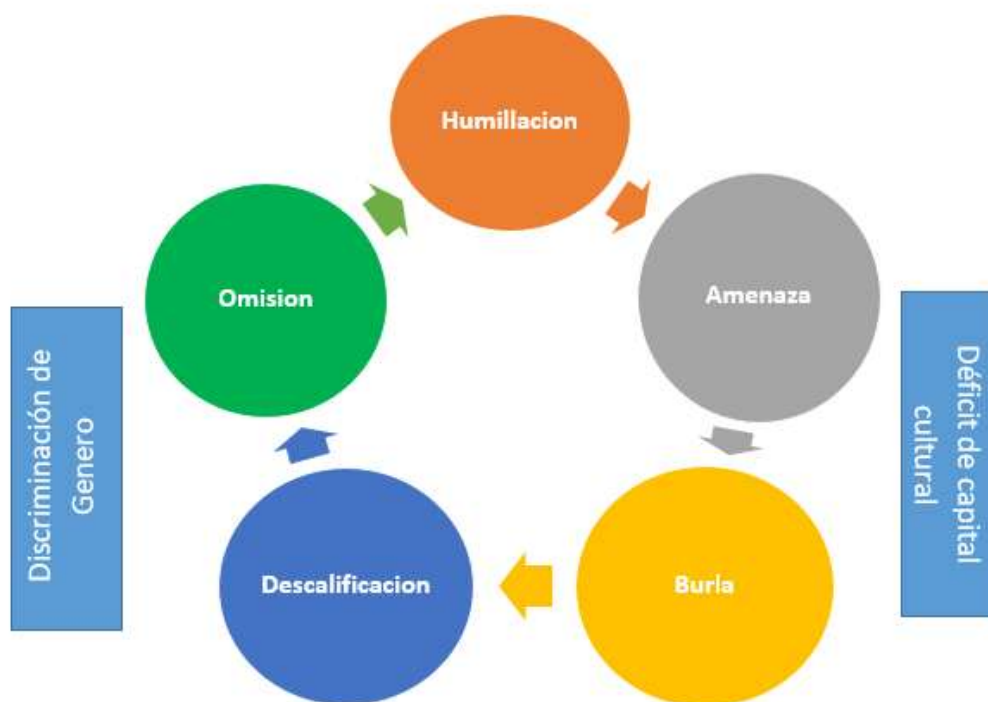 Humillacion
Omision
Amenaza
Discriminación de
Genero
Déficit de capital
cultural
Descalificacion
Burla